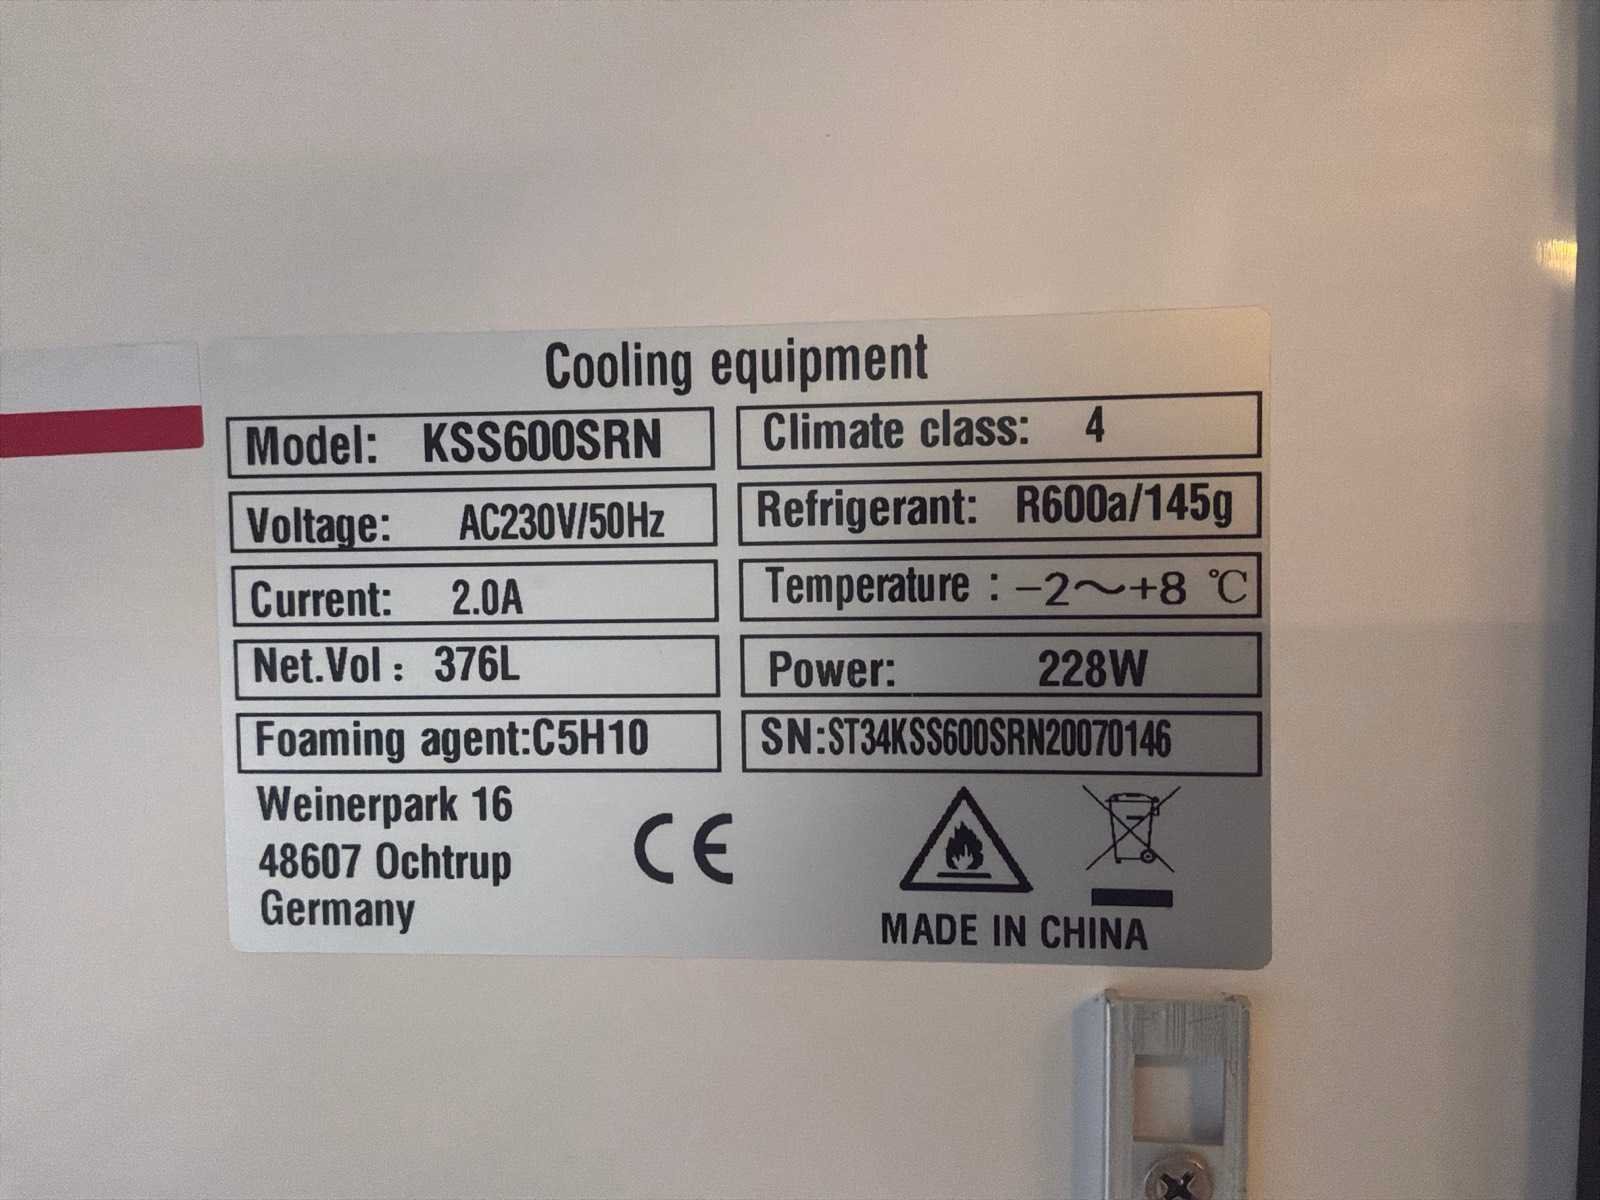 Cooling equipment
Model: KSS600SRN
Climate class: 4
Voltage: AC230V/50Hz
Refrigerant: R600a/145g
Current: 2.0A
Temperature : -2～+8 ℃
Net.Vol : 376L
Power: 228W
Foaming agent:C5H10
SN:ST34KSS600SRN20070146
Weinerpark 16
48607 Ochtrup
Germany
CE
MADE IN CHINA